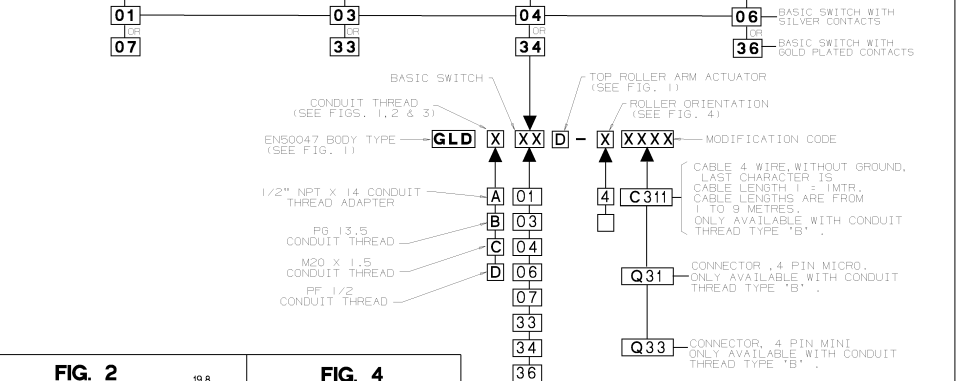 01
03
04
06
BASIC SWITCH WITH
SILVER CONTACTS
OR
OR
OR
OR
07
33
34
36
BASIC SWITCH WITH
GOLD PLATED CONTACTS
BASIC SWITCH
TOP ROLLER ARM ACTUATOR
(SEE FIG. 1)
CONDUIT THREAD
(SEE FIGS. 1,2 & 3)
ROLLER ORIENTATION
(SEE FIG. 4)
EN50047 BODY TYPE
(SEE FIG. 1)
GLD X XX D - X XXXX
MODIFICATION CODE
1/2" NPT X 14 CONDUIT
THREAD ADAPTER
A
PG 13.5
CONDUIT THREAD
B
M20 X 1.5
CONDUIT THREAD
C
PF 1/2
CONDUIT THREAD
D
01
03
04
06
07
33
34
36
4
C311
CABLE 4 WIRE, WITHOUT GROUND,
LAST CHARACTER IS
CABLE LENGTH 1 = 1MTR.
CABLE LENGTHS ARE FROM
1 TO 9 METRES.
ONLY AVAILABLE WITH CONDUIT
THREAD TYPE 'B' .
Q31
CONNECTOR ,4 PIN MICRO.
ONLY AVAILABLE WITH CONDUIT
THREAD TYPE 'B' .
Q33
CONNECTOR, 4 PIN MINI
ONLY AVAILABLE WITH CONDUIT
THREAD TYPE 'B' .
FIG. 2
19.8
FIG. 4